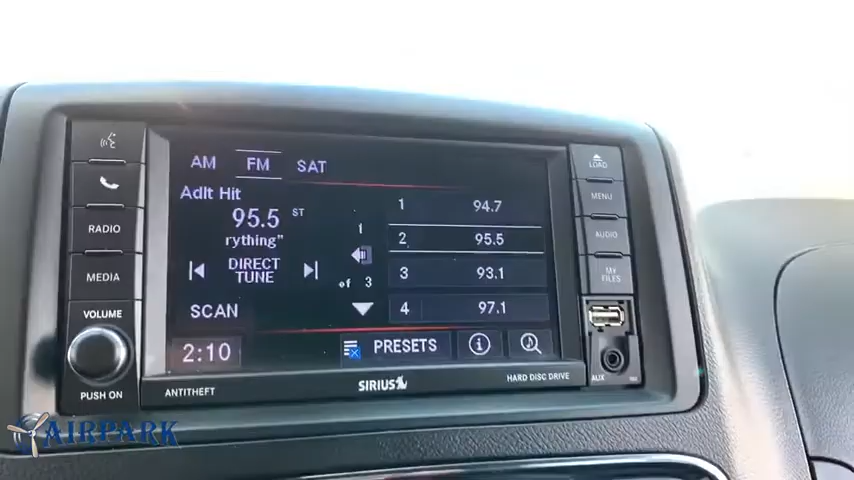 AM FM SAT
Adlt Hit
95.5 ST
rything"
DIRECT
TUNE
SCAN
2:10
1
of 3
1 94.7
2 95.5
3 93.1
4 97.1
PRESETS
RADIO
MEDIA
VOLUME
PUSH ON
LOAD
MENU
AUDIO
MY
FILES
AUX
ANTITHEFT
SIRIUS
HARD DISC DRIVE
AIRPARK